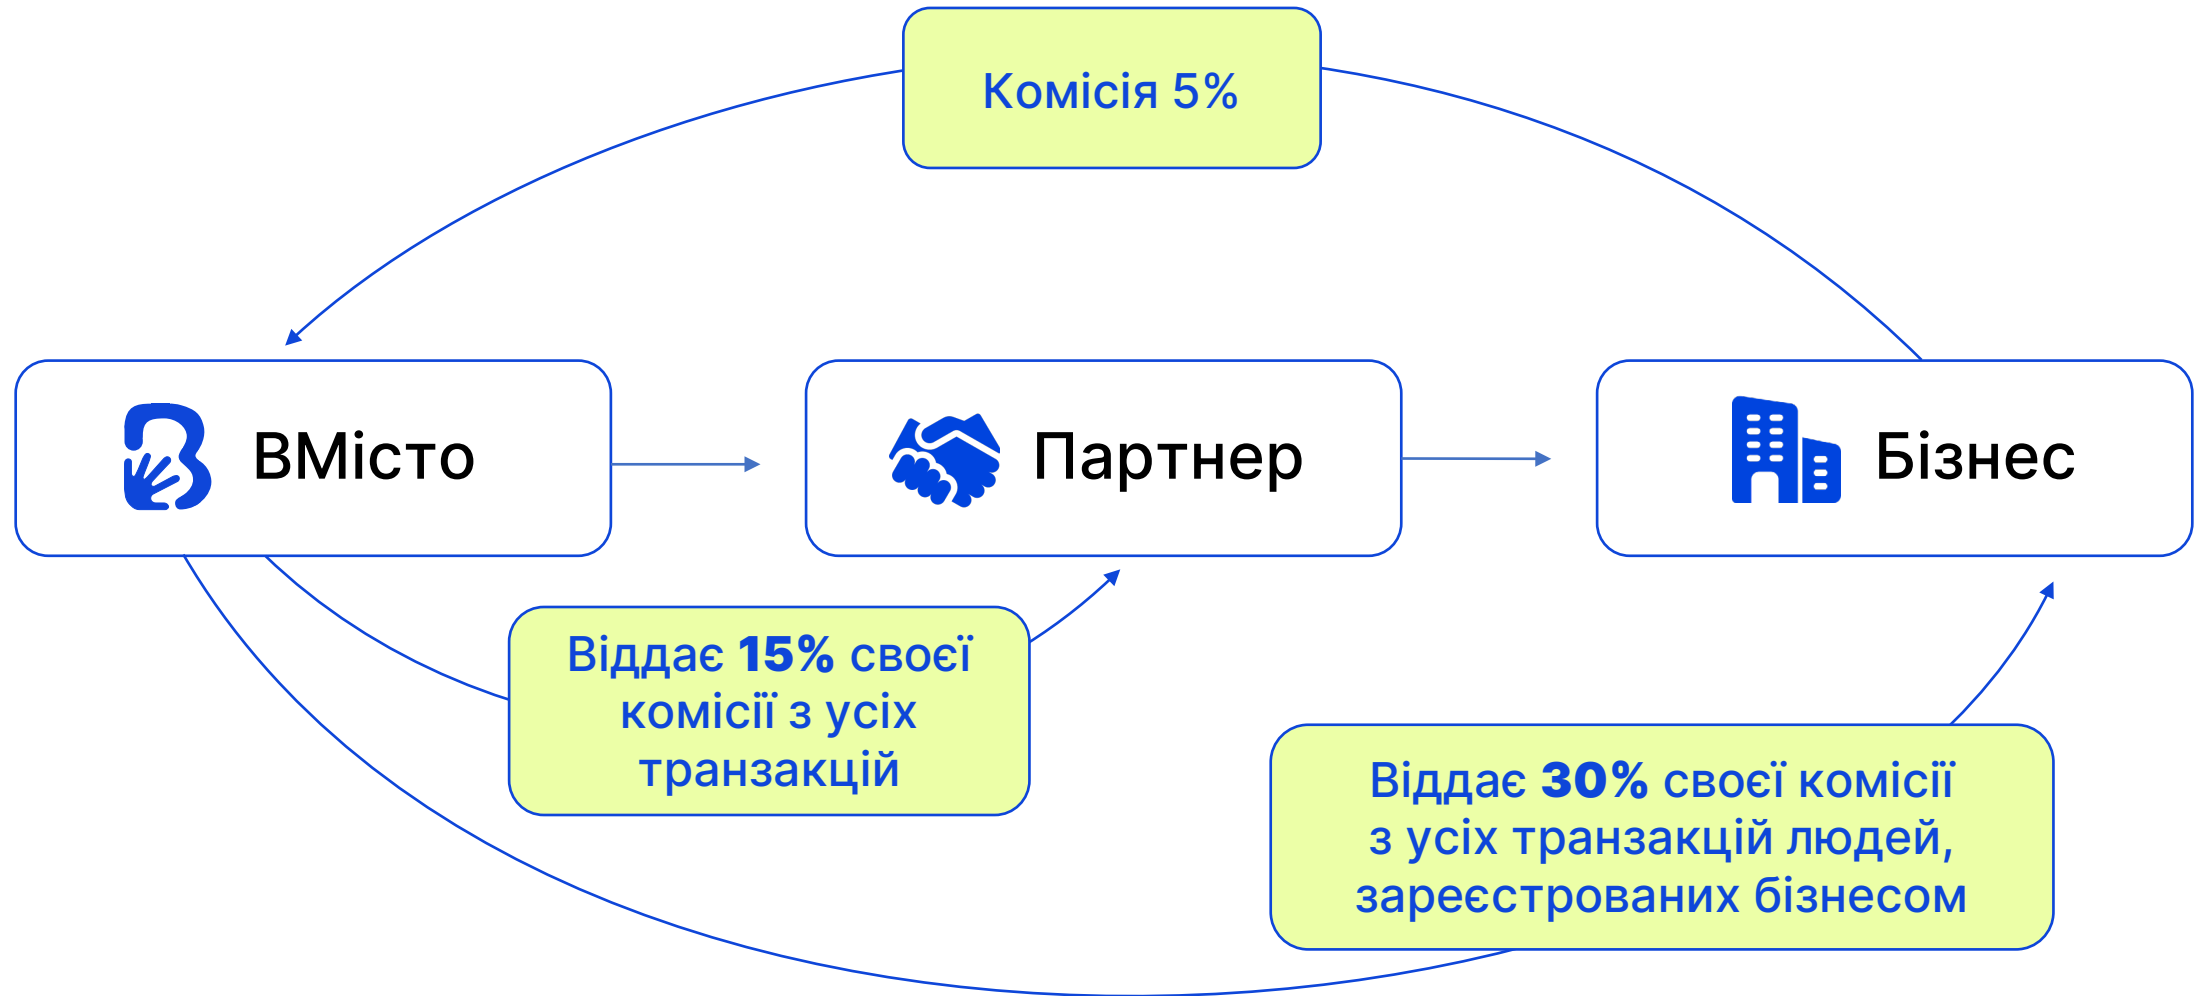 Комісія 5%
ВМісто
Партнер
Бізнес
Віддає 15% своєї
комісії з усіх
транзакцій
Віддає 30% своєї комісії
з усіх транзакцій людей,
зареєстрованих бізнесом